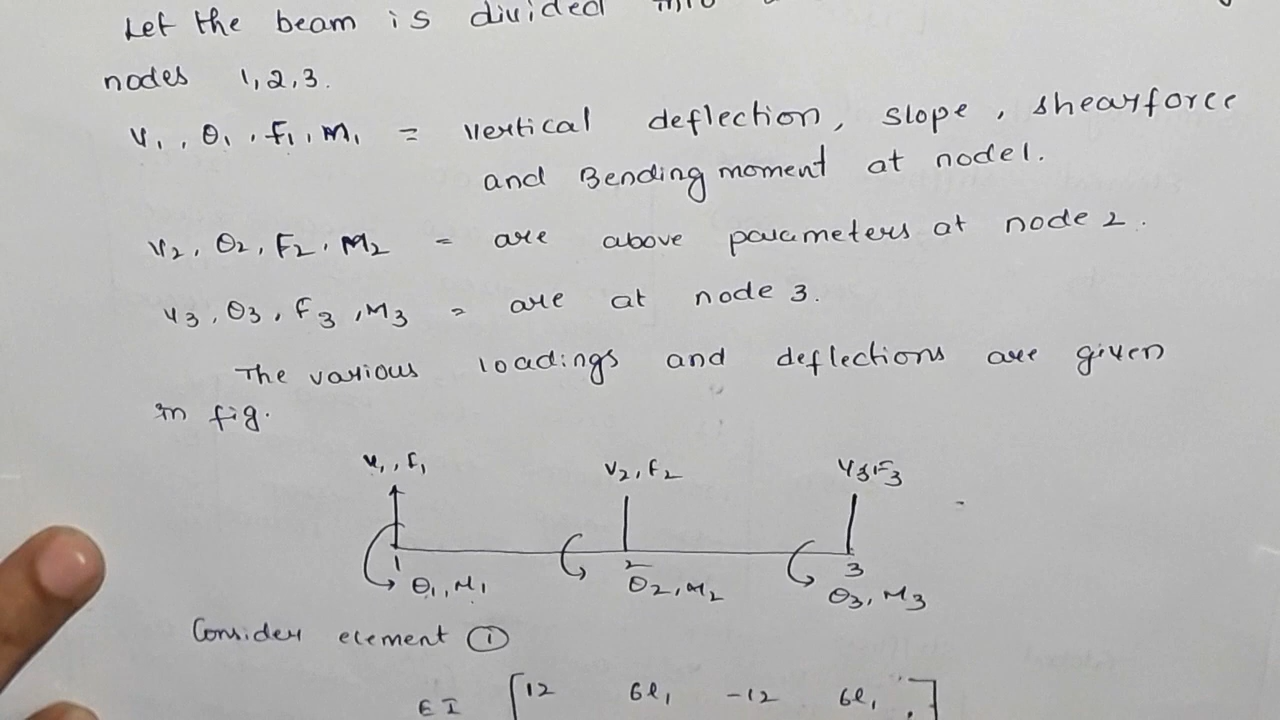 Let the beam is divided into
nodes 1,2,3.
V1, θ1, F1, M1 = vertical deflection, slope, shearforce
and Bending moment at node1.
V2, θ2, F2, M2 = are above parameters at node 2.
V3, θ3, F3, M3 = are at node 3.
The various loadings and deflections are given
in fig.
V1, F1 V2, F2 V3, F3
1 2 3
θ1, M1 θ2, M2 θ3, M3
Consider element ①
EI [12 6l1 -12 6l1]